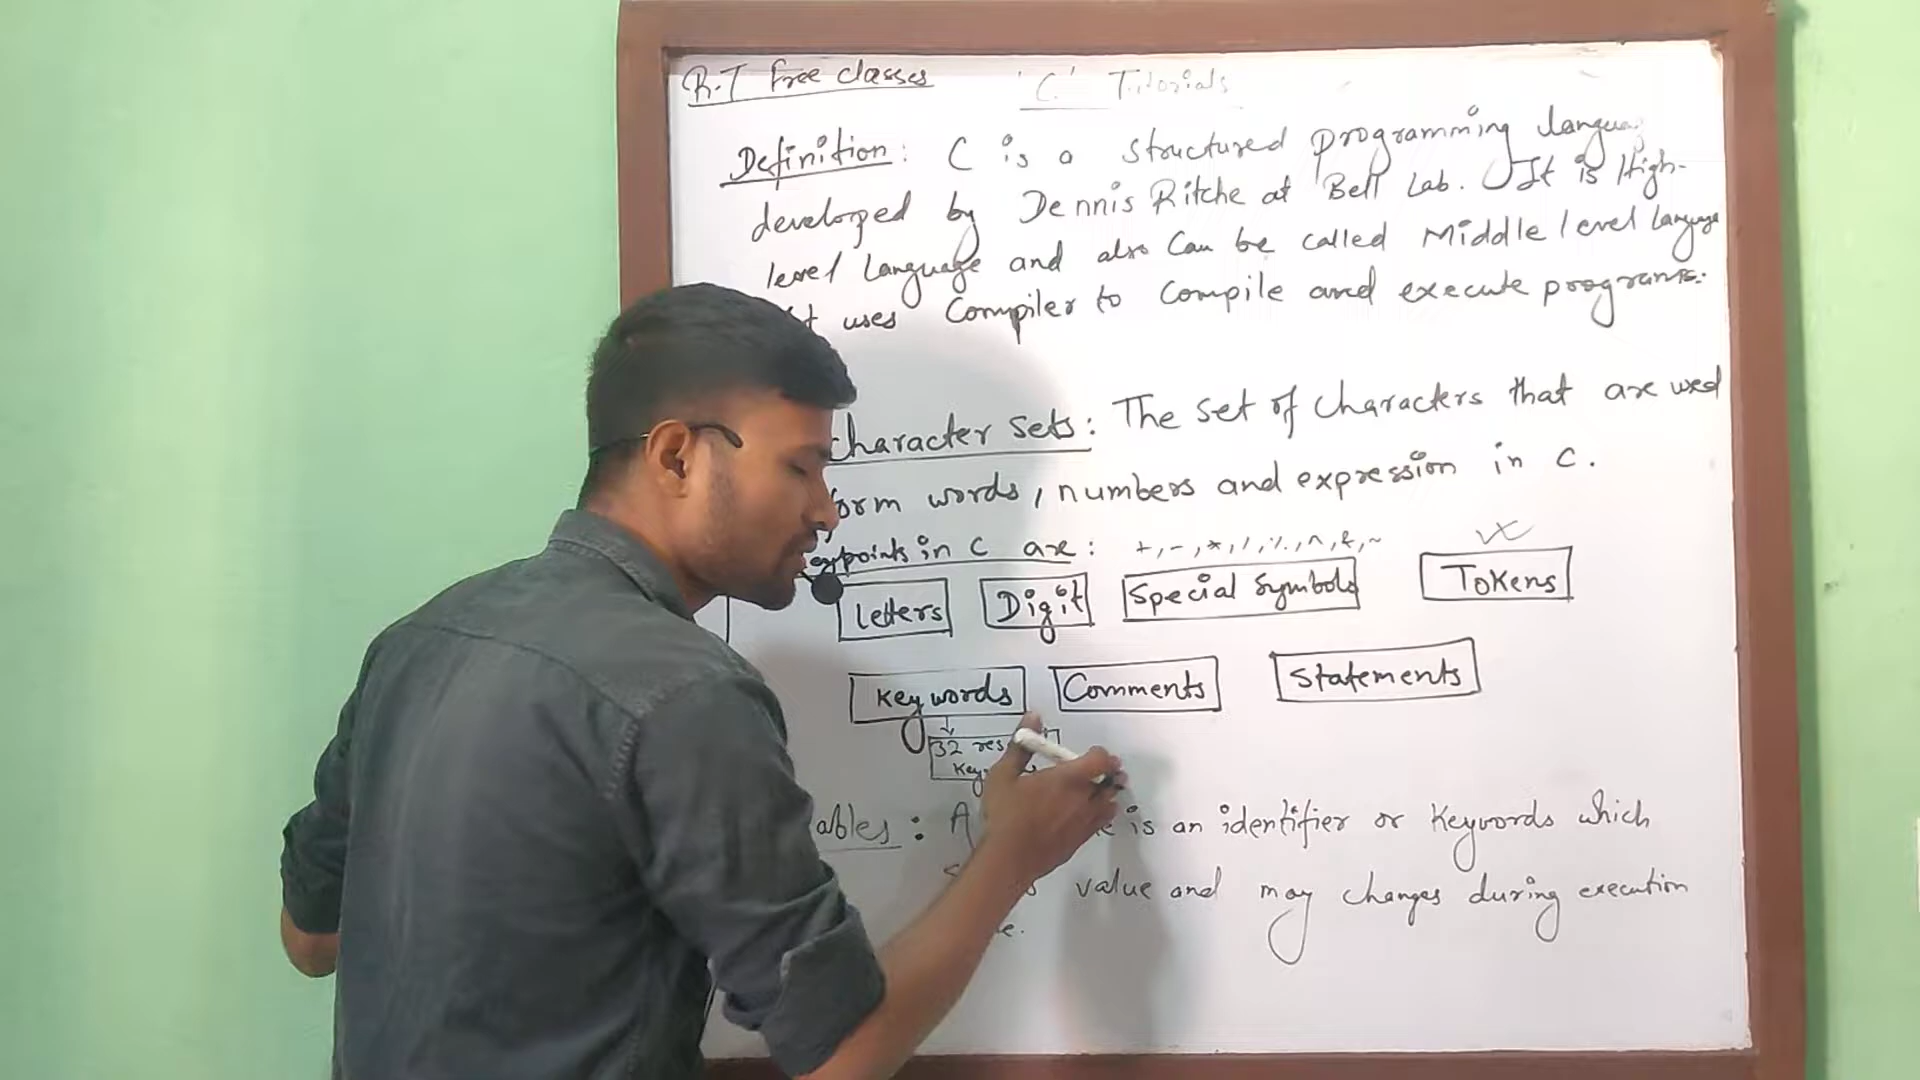 R.T free classes
'C' Tutorials
Definition: C is a structured programming
developed by Dennis Ritche at Bell Lab. It is High-
level language and also Can be called Middle level language
uses Compiler to Compile and execute programs.
character sets: The set of characters that are used
form words, numbers and expression in C.
in C are: +, -, *, /, %, ^, &, ~
Letters Digit Special Symbols Tokens
Keywords Comments Statements
32
is an identifier or Keywords which
value and may changes during execution